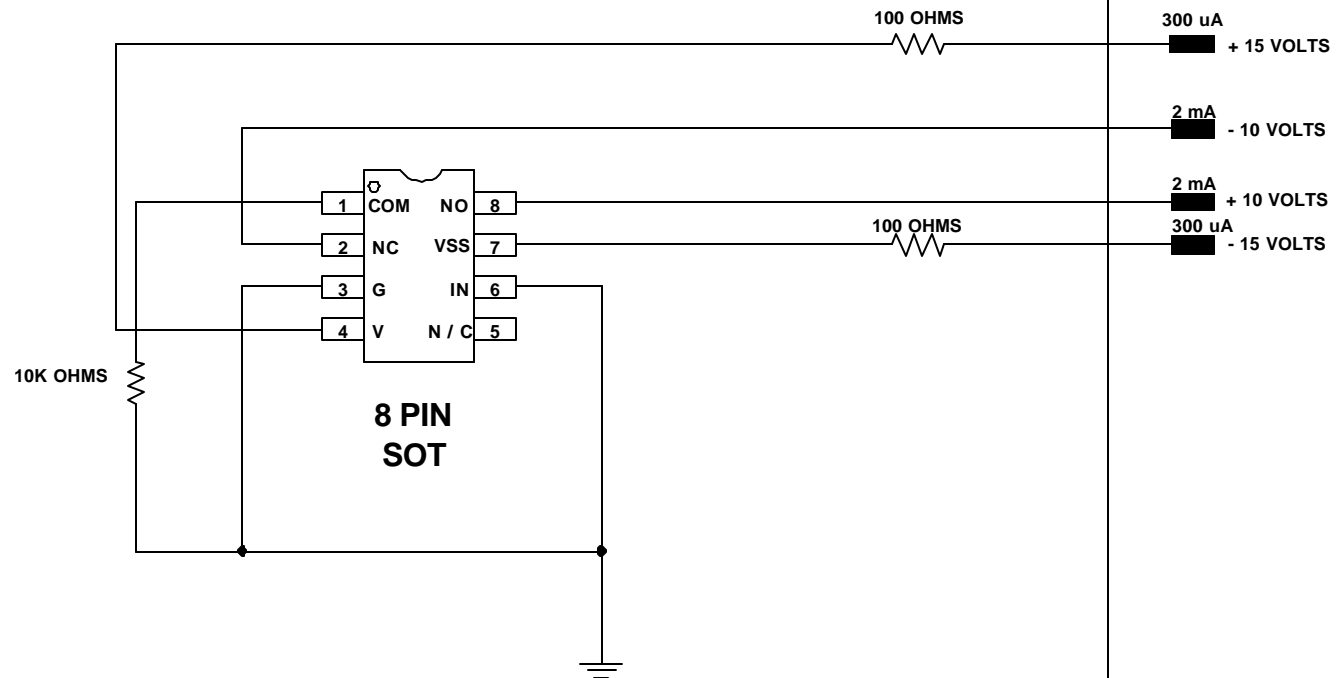 100 OHMS
300 uA
+ 15 VOLTS
2 mA
- 10 VOLTS
2 mA
+ 10 VOLTS
100 OHMS
300 uA
- 15 VOLTS
1 COM NO 8
2 NC VSS 7
3 G IN 6
4 V N / C 5
10K OHMS
8 PIN
SOT